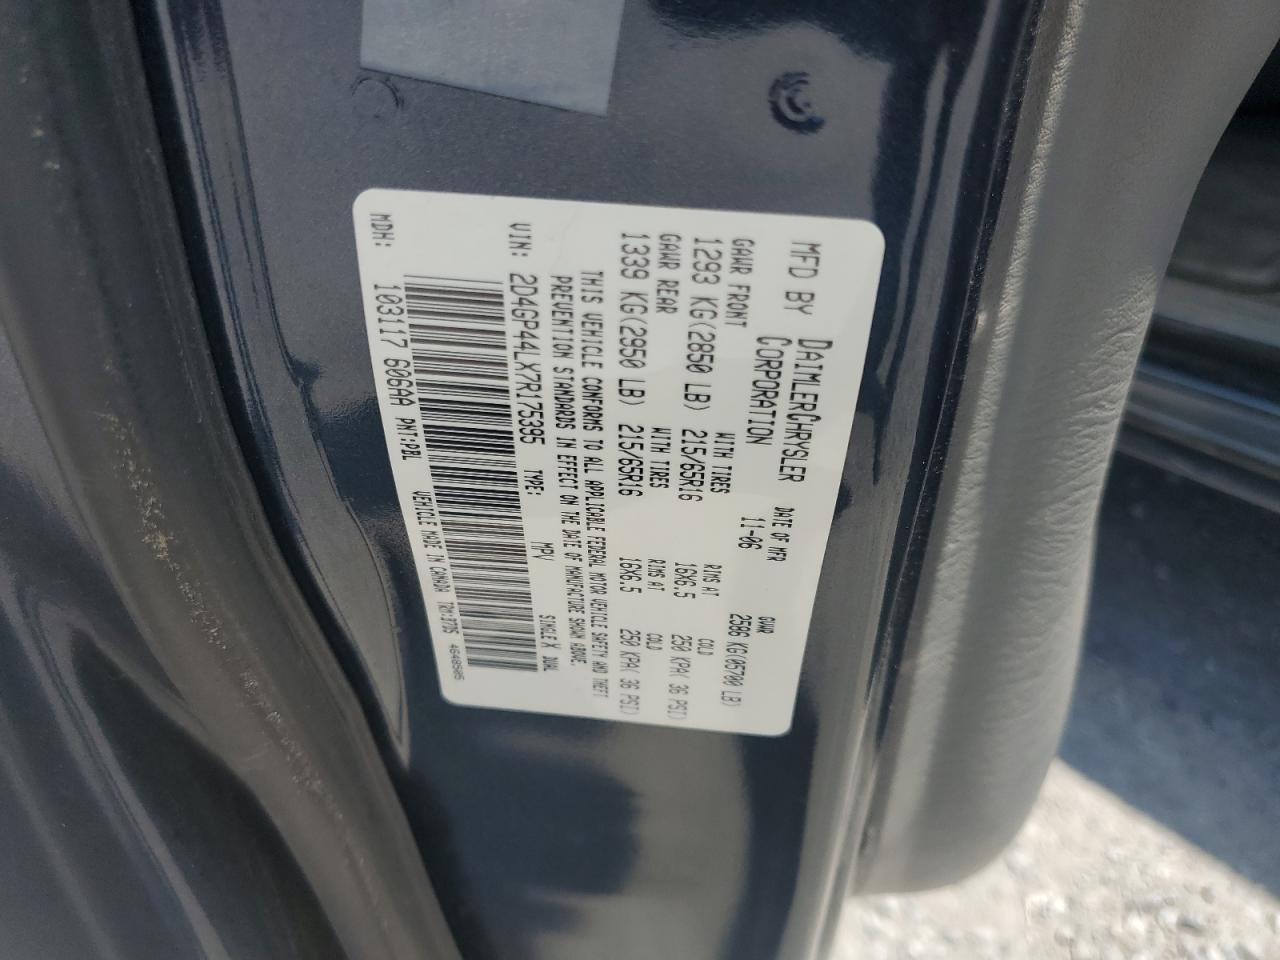 MFD BY DAIMLERCHRYSLER CORPORATION
DATE OF MFR 11-06
GVWR 2586 KG(05700 LB)
GAWR FRONT WITH TIRES RIMS AT COLD
1293 KG(2850 LB) 215/65R16 16X6.5 250 KPA( 36 PSI)
GAWR REAR WITH TIRES RIMS AT COLD
1339 KG(2950 LB) 215/65R16 16X6.5 250 KPA( 36 PSI)
THIS VEHICLE CONFORMS TO ALL APPLICABLE FEDERAL MOTOR VEHICLE SAFETY AND THEFT
PREVENTION STANDARDS IN EFFECT ON THE DATE OF MANUFACTURE SHOWN ABOVE.
VIN: 2D4GP44LX7R175395 TYPE: MPV SINGLE X DUAL
MDH: 103117 606AA PNT:PBL VEHICLE MADE IN CANADA 4648505